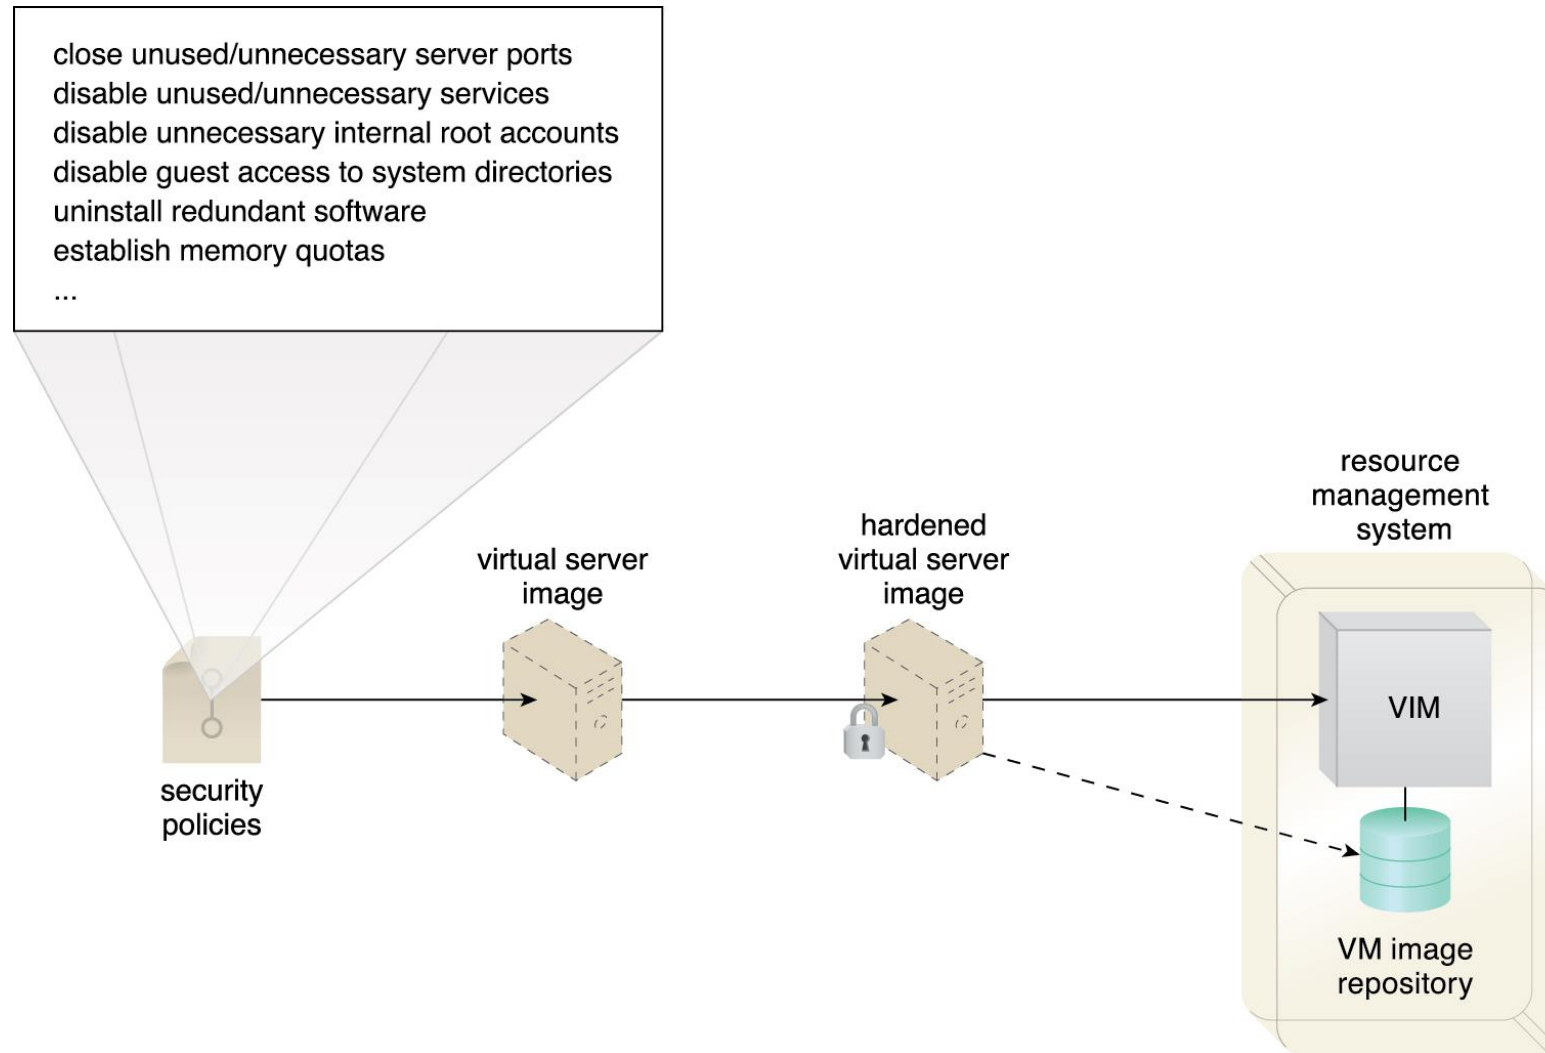 close unused/unnecessary server ports
disable unused/unnecessary services
disable unnecessary internal root accounts
disable guest access to system directories
uninstall redundant software
establish memory quotas
...
resource
management
system
hardened
virtual server
image
virtual server
image
VIM
security
policies
VM image
repository